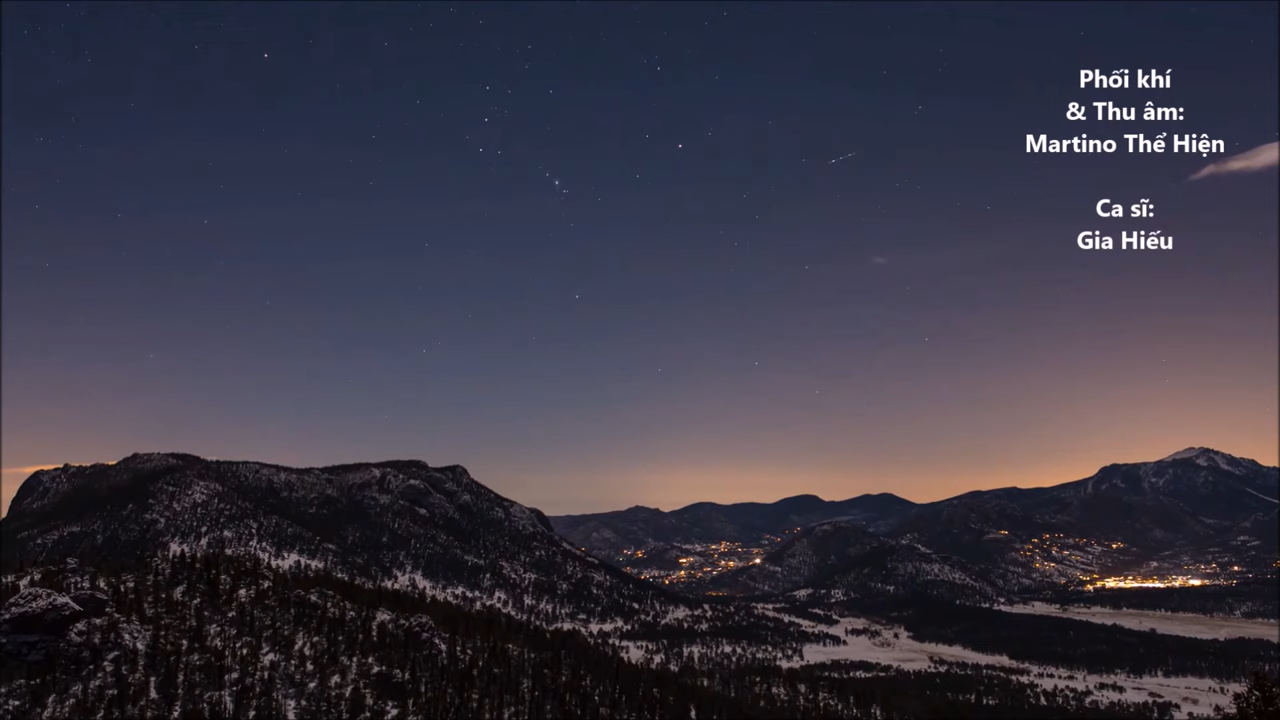 Phối khí
& Thu âm:
Martino Thể Hiện
Ca sĩ:
Gia Hiếu